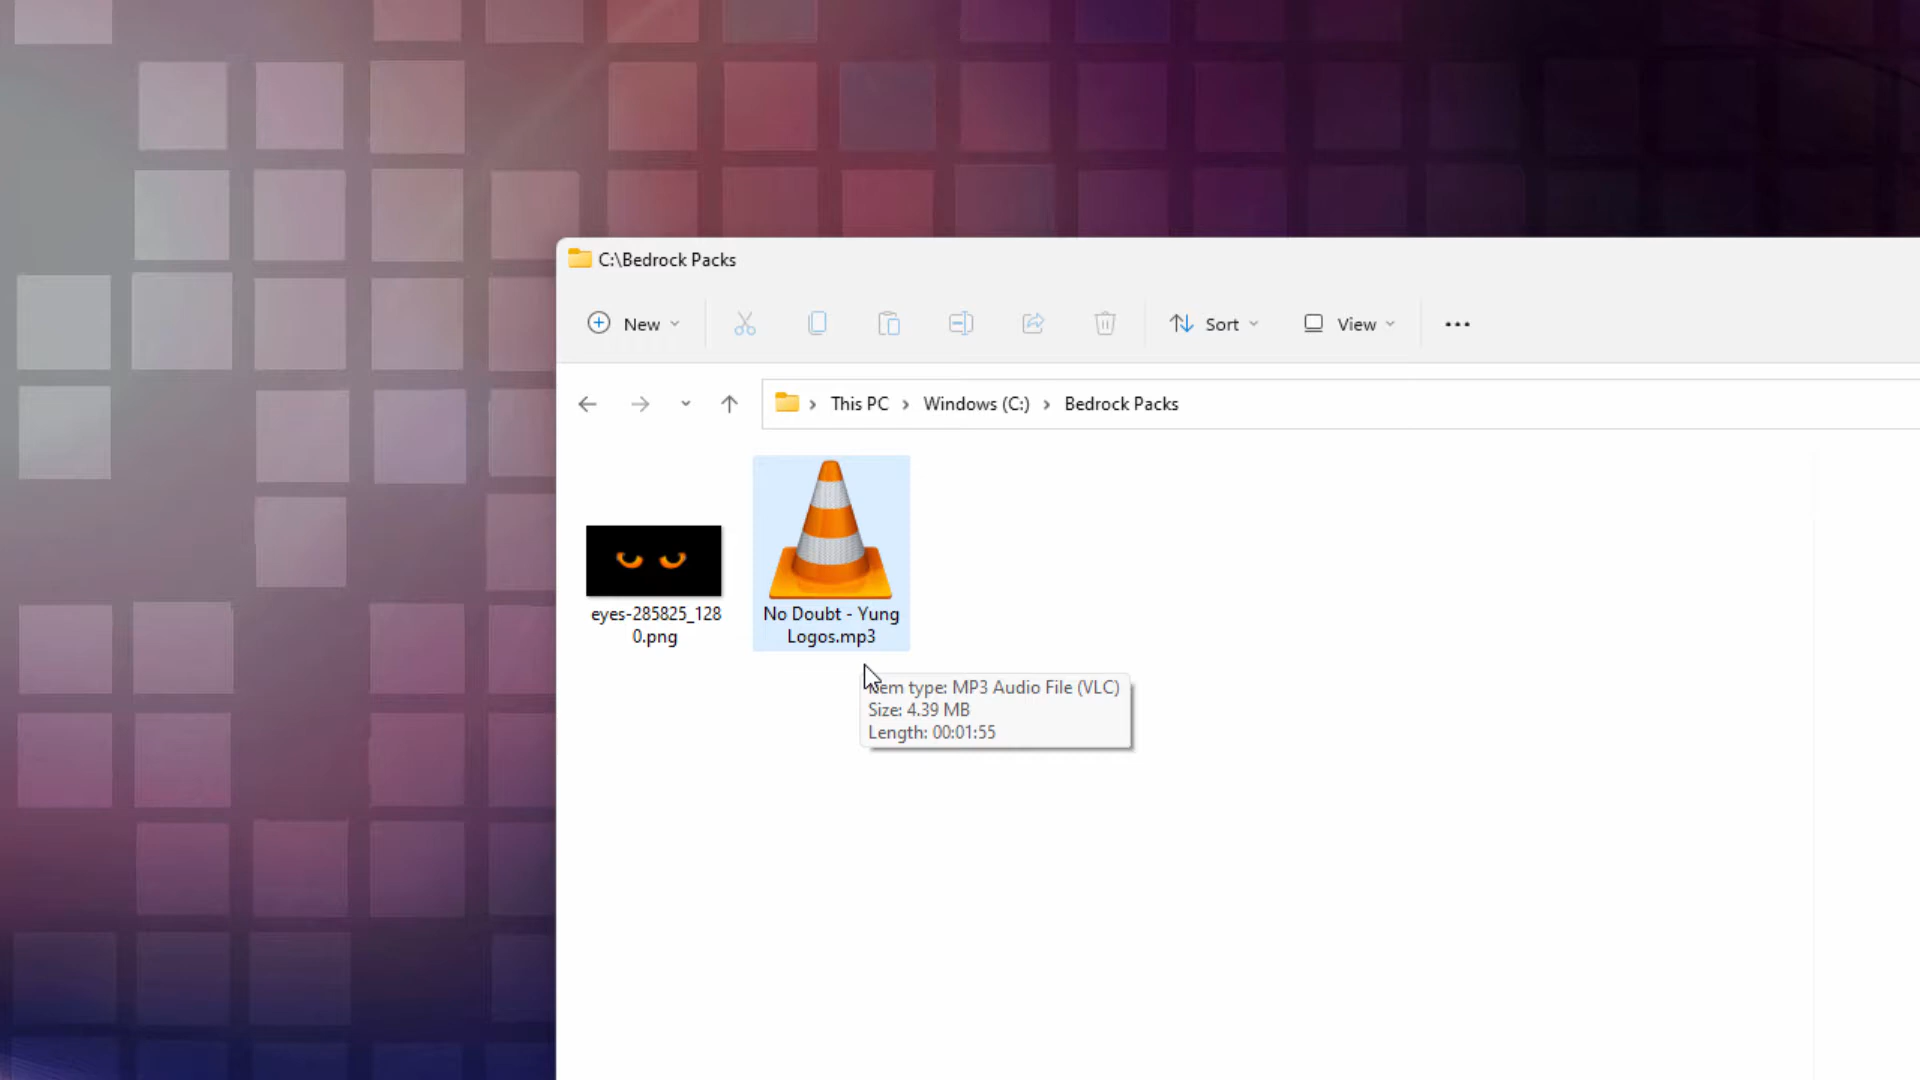 C:\Bedrock Packs
New
Sort
View
This PC
Windows (C:)
Bedrock Packs
eyes-285825_128
0.png
No Doubt - Yung
Logos.mp3
Item type: MP3 Audio File (VLC)
Size: 4.39 MB
Length: 00:01:55